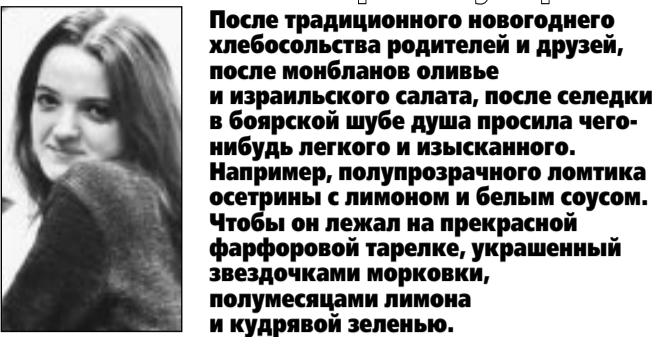 После традиционного новогоднего
хлебосольства родителей и друзей,
после монбланов оливье
и израильского салата, после селедки
в боярской шубе душа просила чего-
нибудь легкого и изысканного.
Например, полупрозрачного ломтика
осетрины с лимоном и белым соусом.
Чтобы он лежал на прекрасной
фарфоровой тарелке, украшенный
звездочками морковки,
полумесяцами лимона
и кудрявой зеленью.